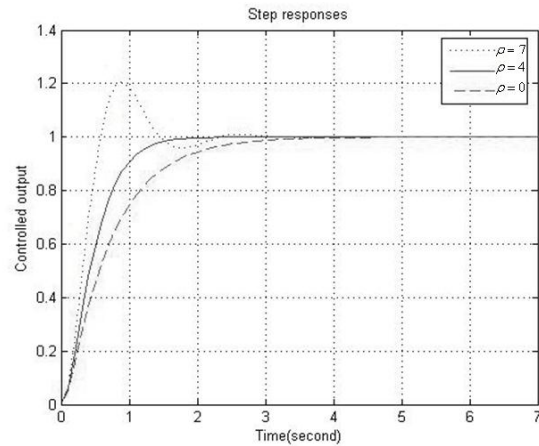 Step responses
1.4
1.2
1
0.8
0.6
0.4
0.2
0
Controlled output
ρ = 7
ρ = 4
ρ = 0
0 1 2 3 4 5 6 7
Time(second)